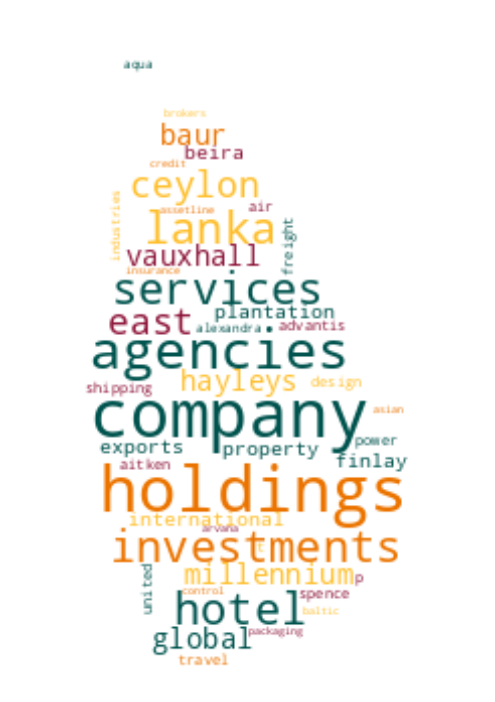 aqua
brokers
baur
beira
credit
ceylon
industries
assetline
air
lanka
freight
vauxhall
insurance
services
plantation
east
alexandra
advantis
agencies
hayleys
design
shipping
company
asian
power
exports
property
finlay
aitken
holdings
international
arvana
investments
t
millennium
p
united
control
spence
hotel
baltic
global
packaging
travel